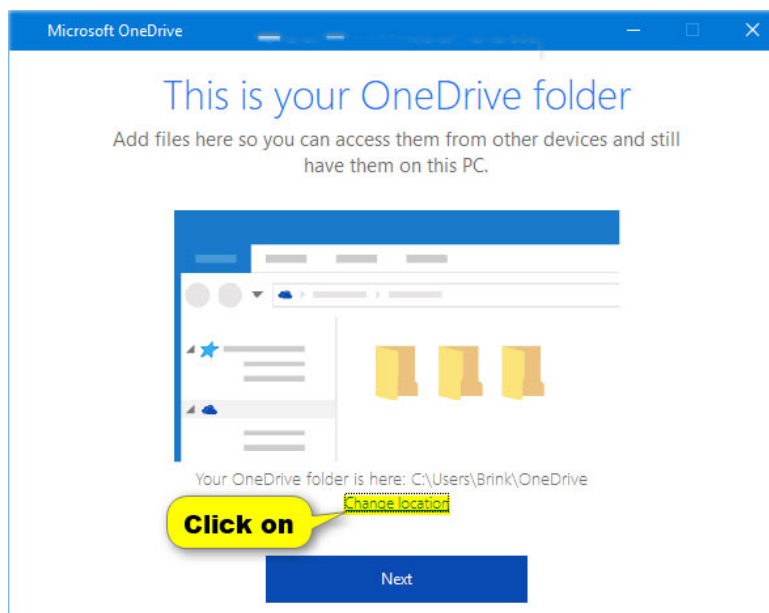 Microsoft OneDrive
This is your OneDrive folder
Add files here so you can access them from other devices and still
have them on this PC.
Your OneDrive folder is here: C:\Users\Brink\OneDrive
Change location
Click on
Next